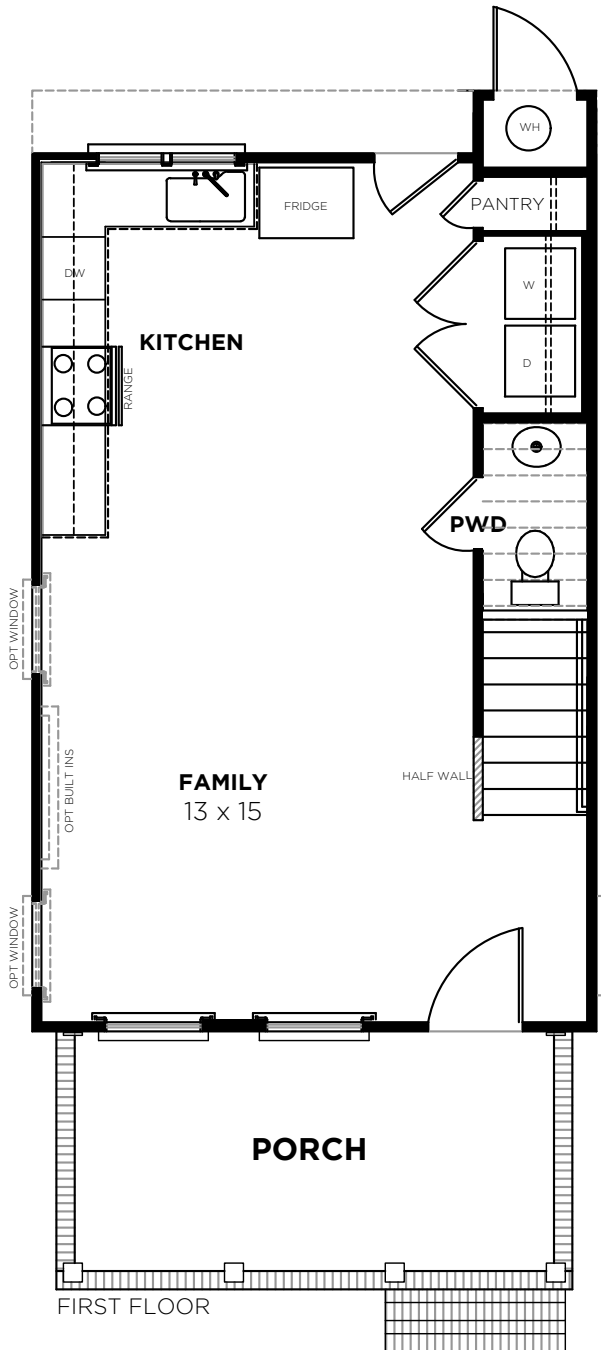 WH
PANTRY
FRIDGE
DW
W
KITCHEN
D
RANGE
PWD
OPT WINDOW
OPT BUILT INS
HALF WALL
FAMILY
13 x 15
OPT WINDOW
PORCH
FIRST FLOOR